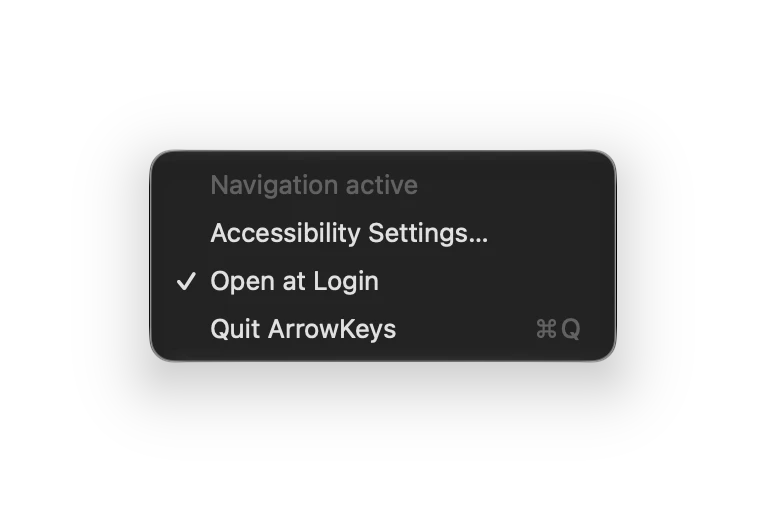 Navigation active
Accessibility Settings...
✓ Open at Login
Quit ArrowKeys ⌘Q